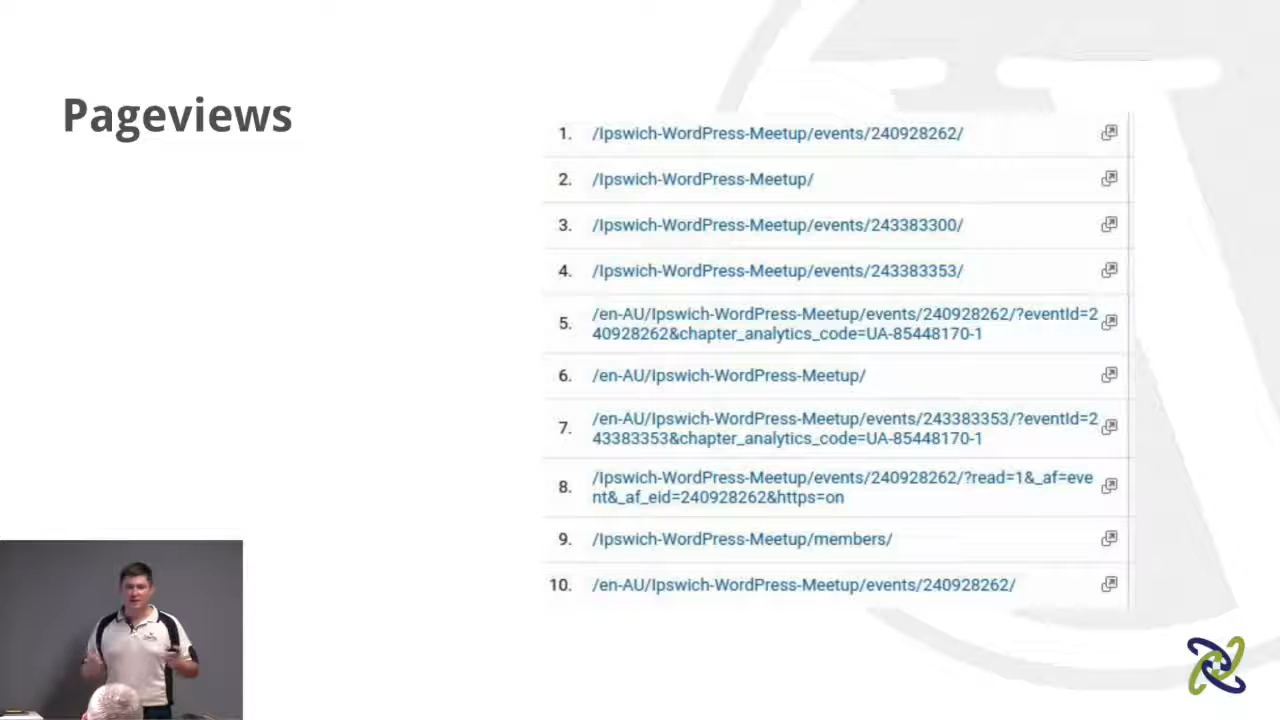 Pageviews
1. /Ipswich-WordPress-Meetup/events/240928262/
2. /Ipswich-WordPress-Meetup/
3. /Ipswich-WordPress-Meetup/events/243383300/
4. /Ipswich-WordPress-Meetup/events/243383353/
5. /en-AU/Ipswich-WordPress-Meetup/events/240928262/?eventId=2
40928262&chapter_analytics_code=UA-85448170-1
6. /en-AU/Ipswich-WordPress-Meetup/
7. /en-AU/Ipswich-WordPress-Meetup/events/243383353/?eventId=2
43383353&chapter_analytics_code=UA-85448170-1
8. /Ipswich-WordPress-Meetup/events/240928262/?read=1&_af=eve
nt&_af_eid=240928262&https=on
9. /Ipswich-WordPress-Meetup/members/
10. /en-AU/Ipswich-WordPress-Meetup/events/240928262/